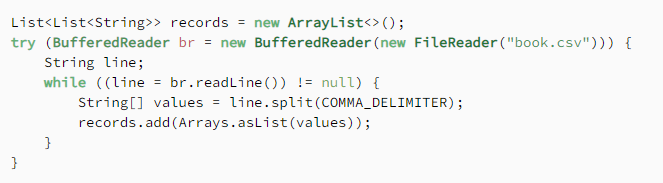 List<List<String>> records = new ArrayList<>();
try (BufferedReader br = new BufferedReader(new FileReader("book.csv"))) {
    String line;
    while ((line = br.readLine()) != null) {
        String[] values = line.split(COMMA_DELIMITER);
        records.add(Arrays.asList(values));
    }
}